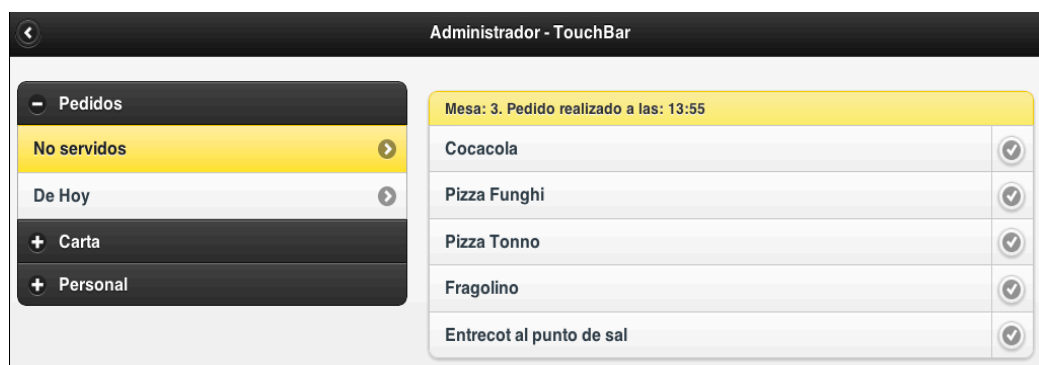 Administrador - TouchBar
Pedidos
No servidos
De Hoy
Carta
Personal
Mesa: 3. Pedido realizado a las: 13:55
Cocacola
Pizza Funghi
Pizza Tonno
Fragolino
Entrecot al punto de sal